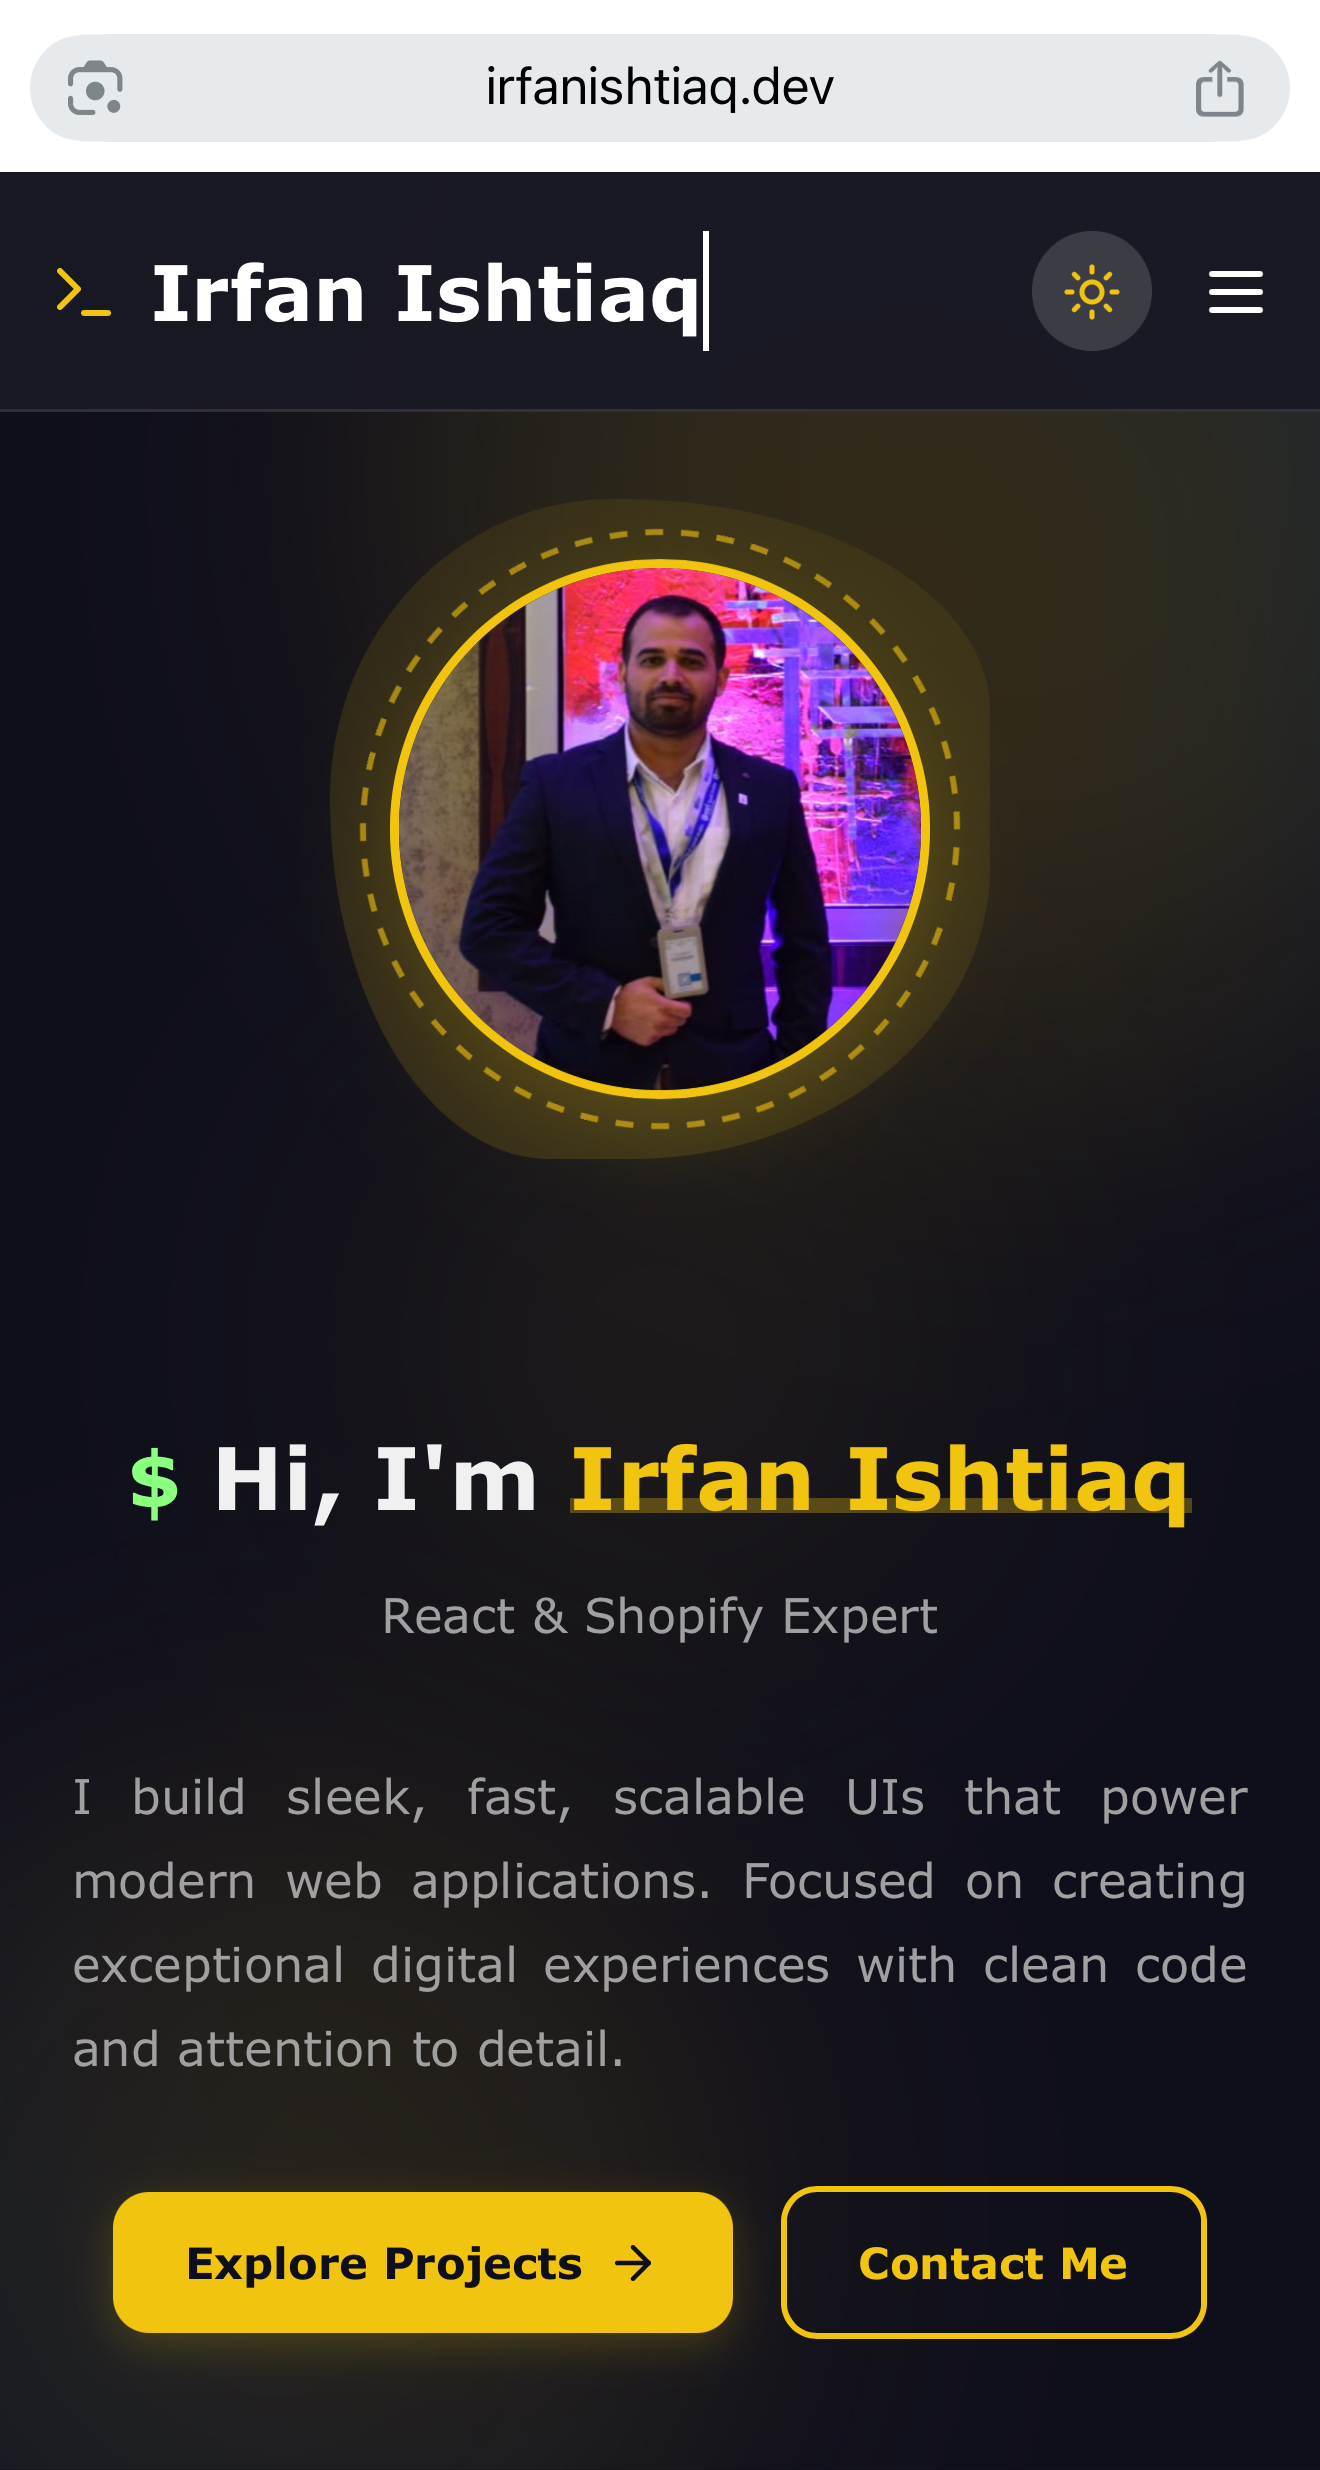 irfanishtiaq.dev
>_ Irfan Ishtiaq
$ Hi, I'm Irfan Ishtiaq
React & Shopify Expert
I build sleek, fast, scalable UIs that power
modern web applications. Focused on creating
exceptional digital experiences with clean code
and attention to detail.
Explore Projects →
Contact Me